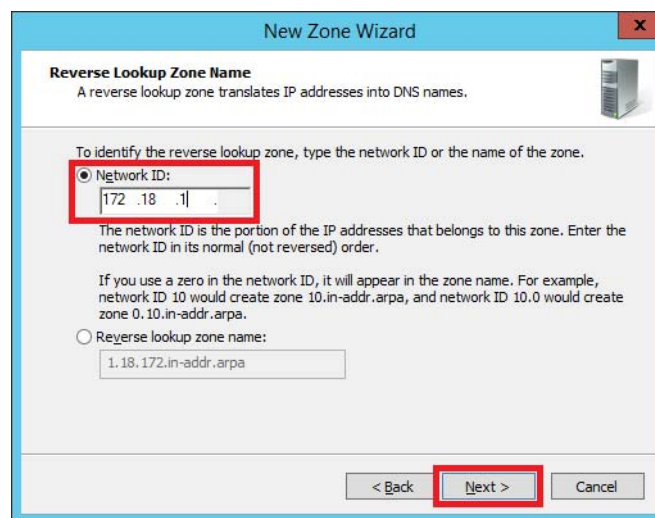 New Zone Wizard
x
Reverse Lookup Zone Name
A reverse lookup zone translates IP addresses into DNS names.
To identify the reverse lookup zone, type the network ID or the name of the zone.
Network ID:
172 .18 .1 .
The network ID is the portion of the IP addresses that belongs to this zone. Enter the
network ID in its normal (not reversed) order.
If you use a zero in the network ID, it will appear in the zone name. For example,
network ID 10 would create zone 10.in-addr.arpa, and network ID 10.0 would create
zone 0.10.in-addr.arpa.
Reverse lookup zone name:
1.18.172.in-addr.arpa
< Back Next > Cancel